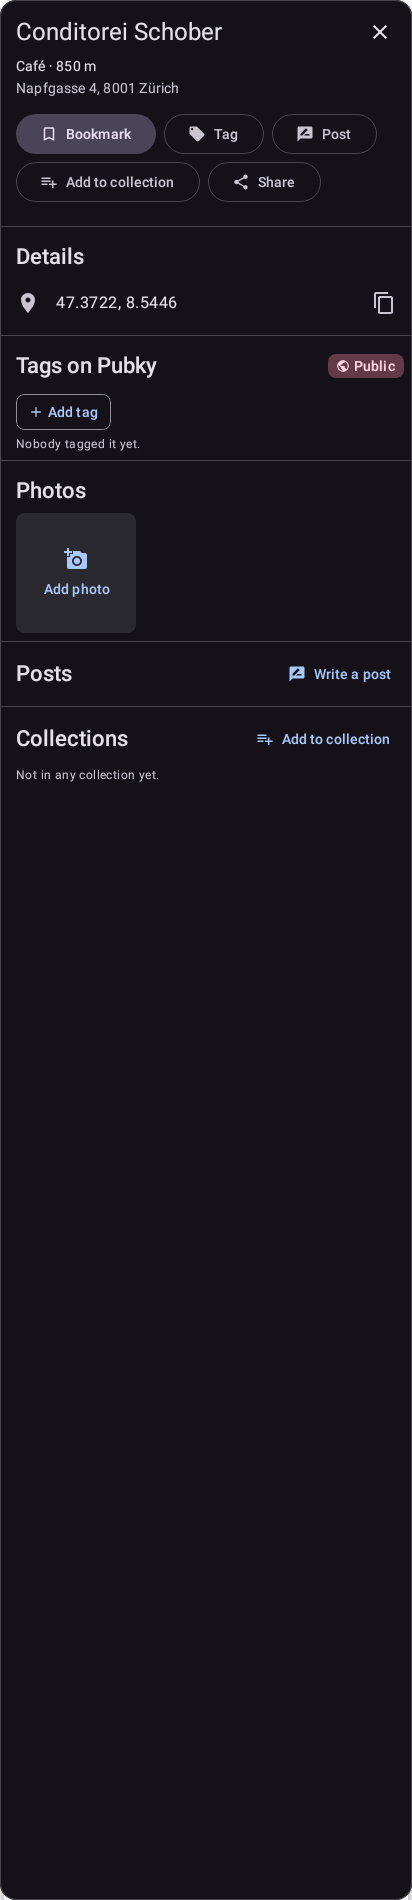 Conditorei Schober
Café · 850 m
Napfgasse 4, 8001 Zürich
Bookmark
Tag
Post
Add to collection
Share
Details
47.3722, 8.5446
Tags on Pubky
Public
Add tag
Nobody tagged it yet.
Photos
Add photo
Posts
Write a post
Collections
Add to collection
Not in any collection yet.